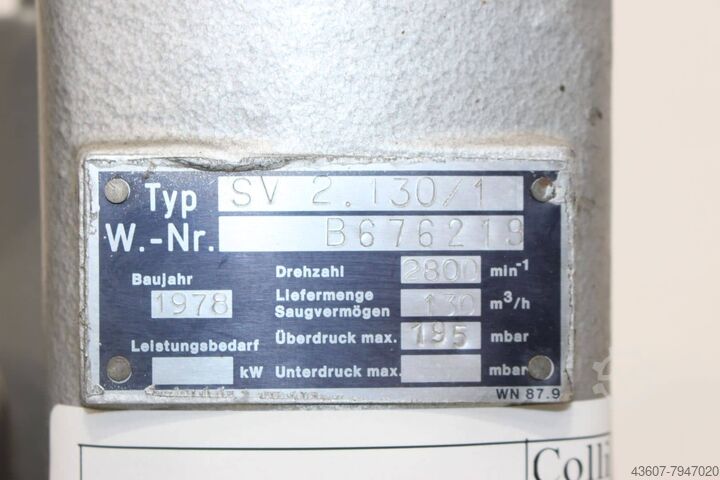 Typ SV 2.130/1
W.-Nr. B676219
Baujahr Drehzahl 2800 min-1
1978 Liefermenge Saugvermögen 130 m3/h
Leistungsbedarf Überdruck max. 195 mbar
kW Unterdruck max. mbar
WN 87.9
Colli
43607-7947020